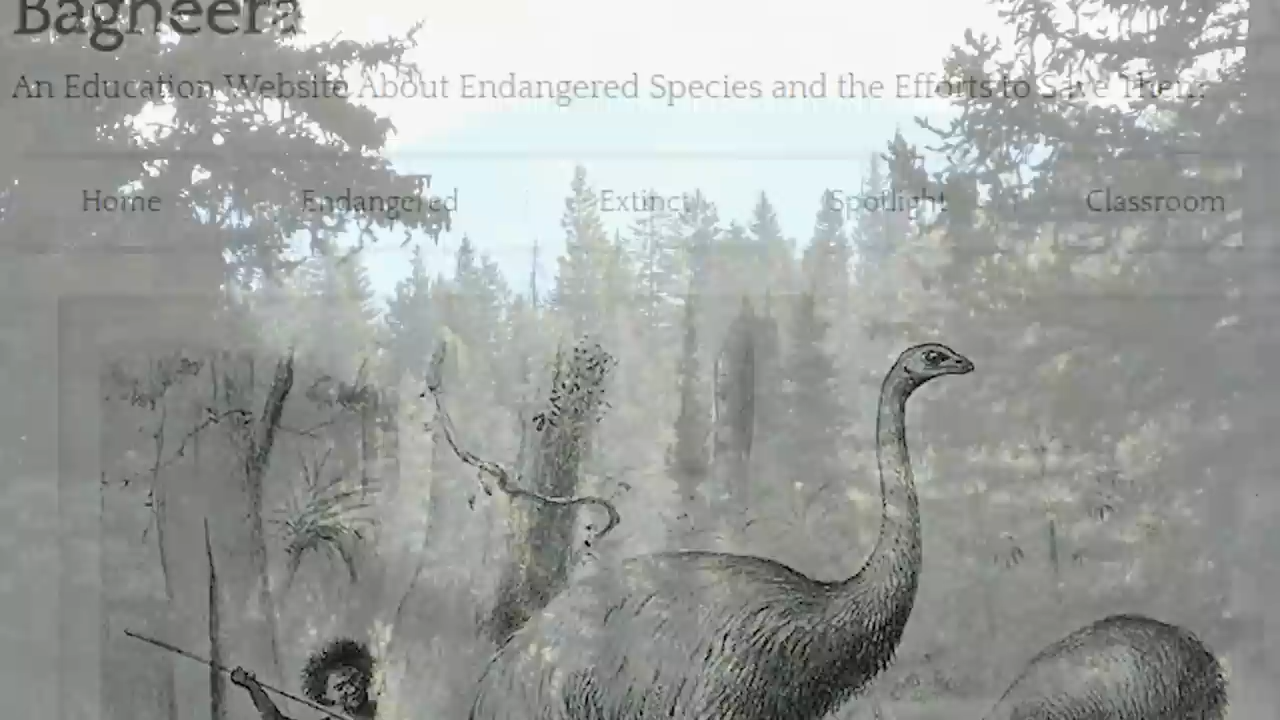 Bagheera
An Education Website About Endangered Species and the Efforts to Save Them.
Home Endangered Extinct Spotlight Classroom